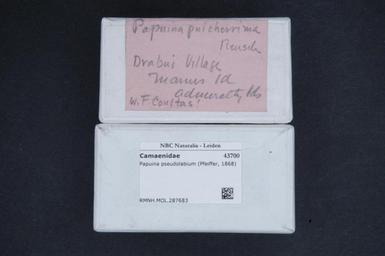 Papuina pulcherrima
Rensch
Drabui Village
Manus Id
Admiralty Ids
W.F. Coultas!
NBC Naturalis - Leiden
Camaenidae 43700
Papuina pseudolabium (Pfeiffer, 1868)
RMNH.MOL.287683